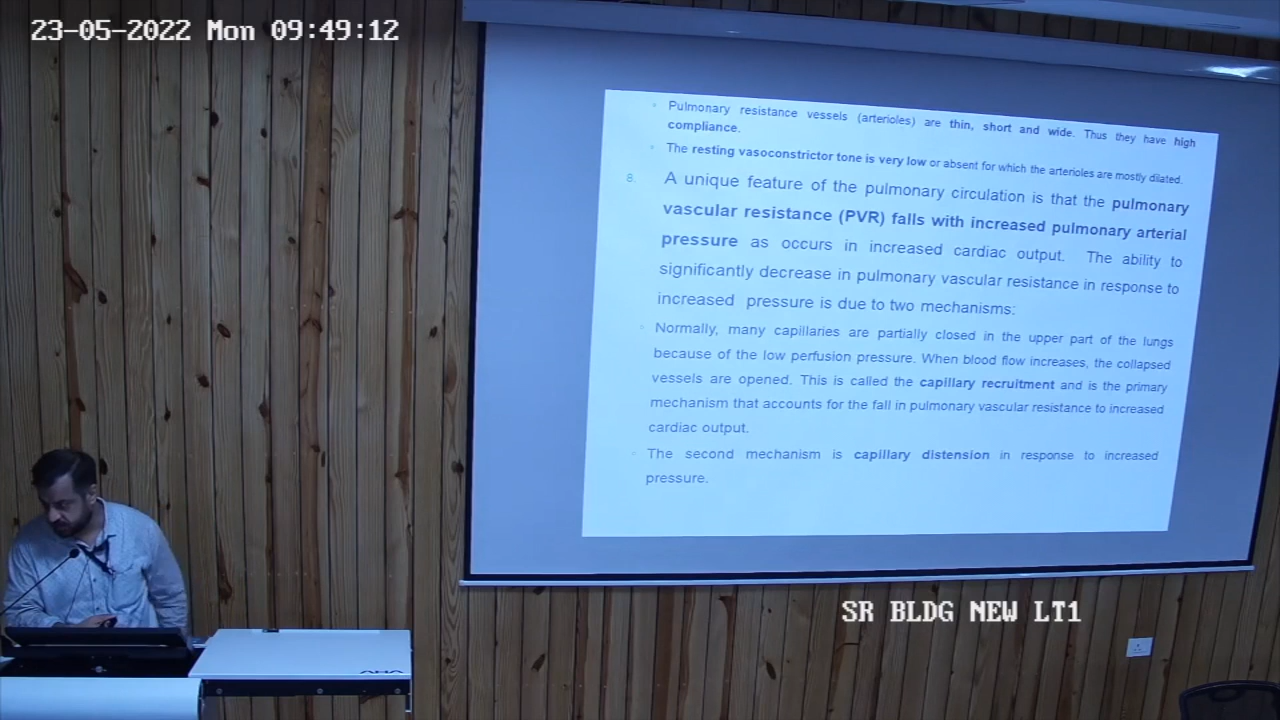 23-05-2022 Mon 09:49:12
◦ Pulmonary resistance vessels (arterioles) are thin, short and wide. Thus they have high
compliance.
◦ The resting vasoconstrictor tone is very low or absent for which the arterioles are mostly dilated.
8. A unique feature of the pulmonary circulation is that the pulmonary
vascular resistance (PVR) falls with increased pulmonary arterial
pressure as occurs in increased cardiac output. The ability to
significantly decrease in pulmonary vascular resistance in response to
increased pressure is due to two mechanisms:
◦ Normally, many capillaries are partially closed in the upper part of the lungs
because of the low perfusion pressure. When blood flow increases, the collapsed
vessels are opened. This is called the capillary recruitment and is the primary
mechanism that accounts for the fall in pulmonary vascular resistance to increased
cardiac output.
◦ The second mechanism is capillary distension in response to increased
pressure.
SR BLDG NEW LT1